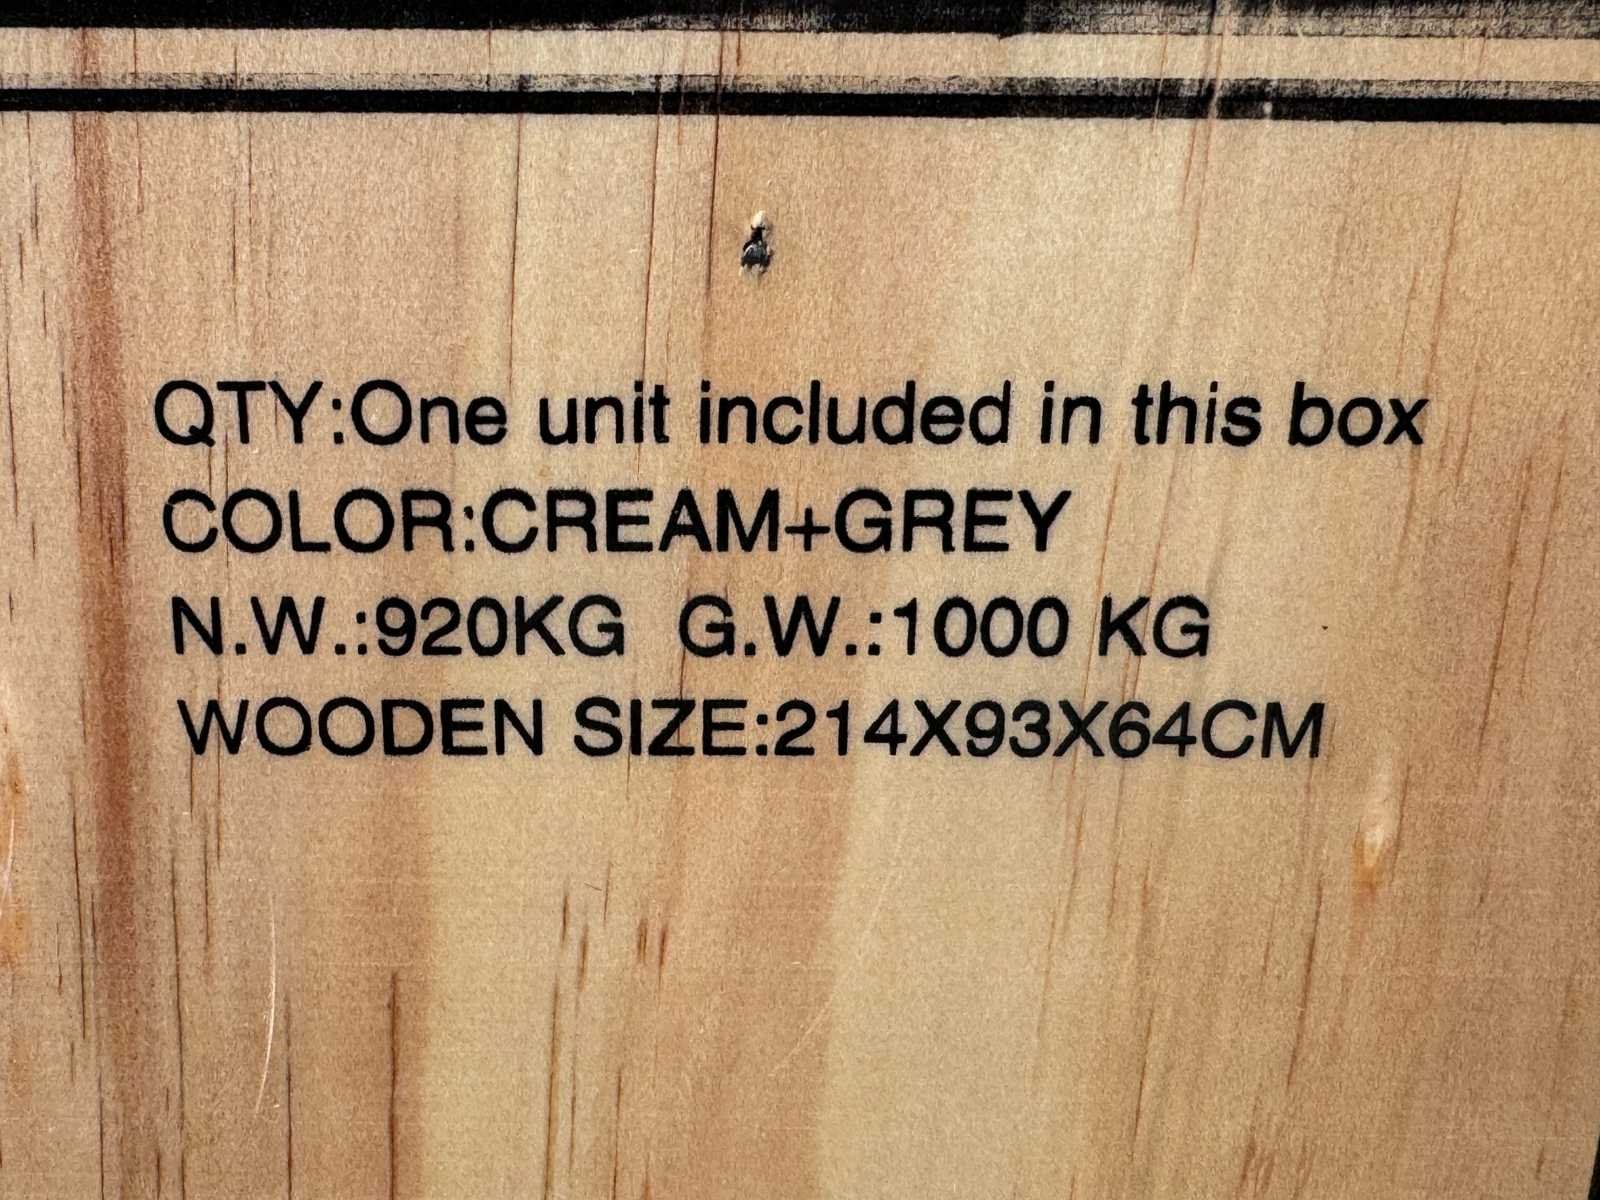 QTY:One unit included in this box
COLOR:CREAM+GREY
N.W.:920KG G.W.:1000 KG
WOODEN SIZE:214X93X64CM